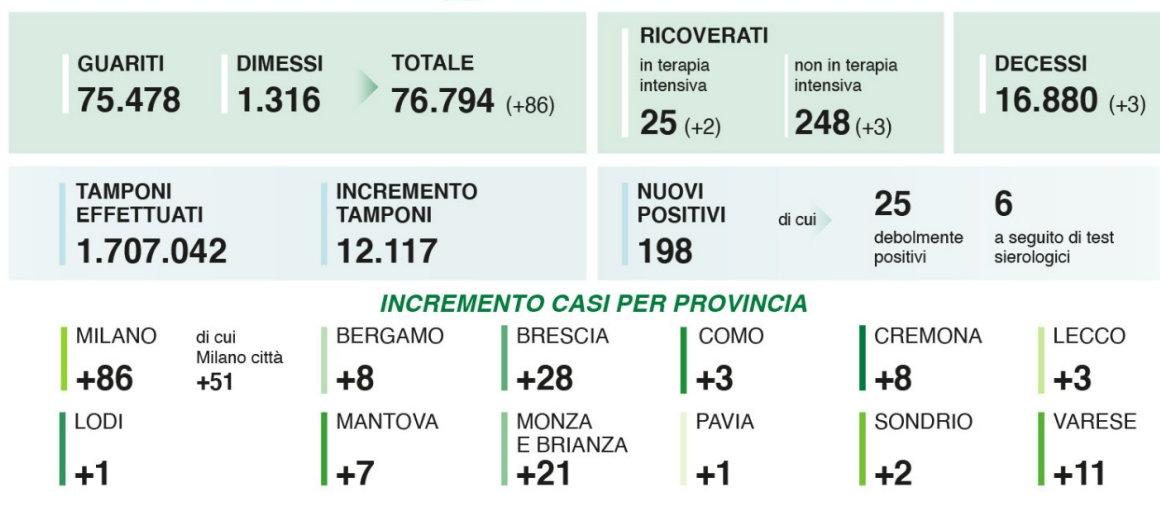 GUARITI
75.478
DIMESSI
1.316
TOTALE
76.794 (+86)
RICOVERATI
in terapia
intensiva
25 (+2)
non in terapia
intensiva
248 (+3)
DECESSI
16.880 (+3)
TAMPONI
EFFETTUATI
1.707.042
INCREMENTO
TAMPONI
12.117
NUOVI
POSITIVI
198
di cui
25
debolmente
positivi
6
a seguito di test
sierologici
INCREMENTO CASI PER PROVINCIA
MILANO
+86
di cui
Milano città
+51
BERGAMO
+8
BRESCIA
+28
COMO
+3
CREMONA
+8
LECCO
+3
LODI
+1
MANTOVA
+7
MONZA
E BRIANZA
+21
PAVIA
+1
SONDRIO
+2
VARESE
+11